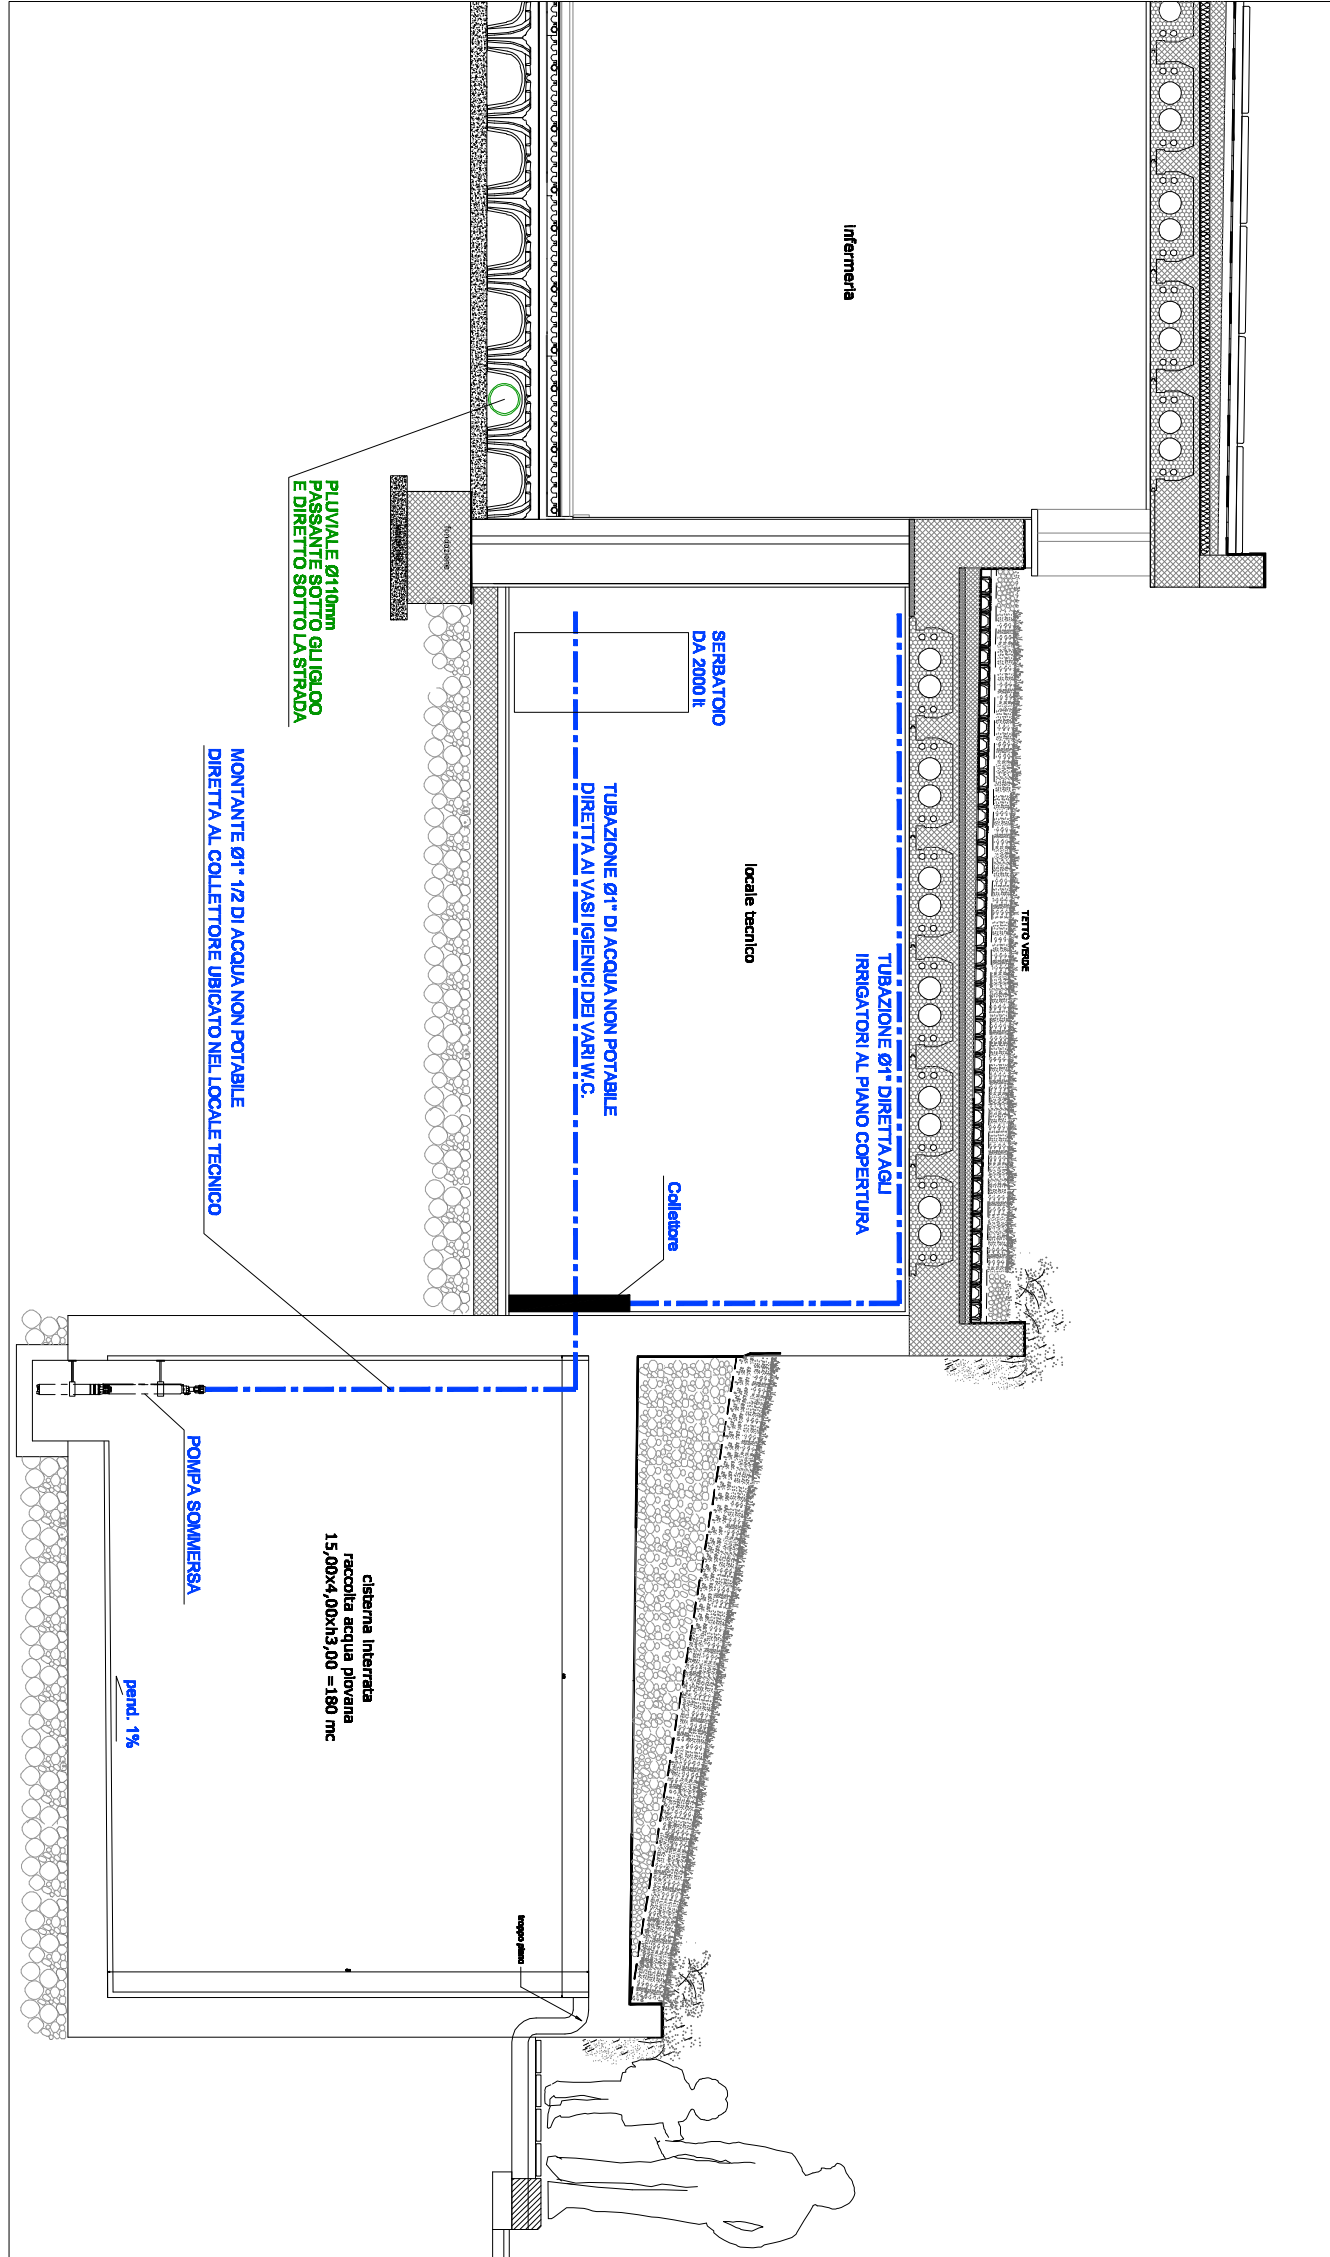 infermeria
TETTO VERDE
TUBAZIONE Ø1" DIRETTA AGLI
IRRIGATORI AL PIANO COPERTURA
locale tecnico
SERBATOIO
DA 2000 lt
Collettore
TUBAZIONE Ø1" DI ACQUA NON POTABILE
DIRETTA AI VASI IGIENICI DEI VARI W.C.
fondazione
PLUVIALE Ø110mm
PASSANTE SOTTO GLI IGLOO
E DIRETTO SOTTO LA STRADA
MONTANTE Ø1" 1/2 DI ACQUA NON POTABILE
DIRETTA AL COLLETTORE UBICATO NEL LOCALE TECNICO
POMPA SOMMERSA
cisterna interrata
raccolta acqua piovana
15,00x4,00xh3,00 =180 mc
pend. 1%
troppo pieno